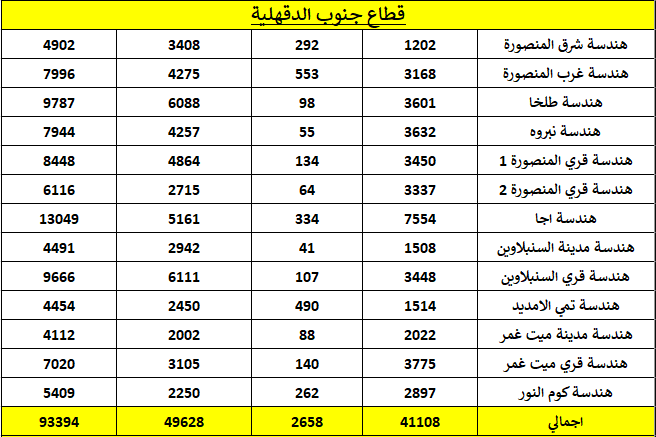 قطاع جنوب الدقهلية
هندسة شرق المنصورة 1202 292 3408 4902
هندسة غرب المنصورة 3168 553 4275 7996
هندسة طلخا 3601 98 6088 9787
هندسة نبروه 3632 55 4257 7944
هندسة قري المنصورة 1 3450 134 4864 8448
هندسة قري المنصورة 2 3337 64 2715 6116
هندسة اجا 7554 334 5161 13049
هندسة مدينة السنبلاوين 1508 41 2942 4491
هندسة قري السنبلاوين 3448 107 6111 9666
هندسة تمي الامديد 1514 490 2450 4454
هندسة مدينة ميت غمر 2022 88 2002 4112
هندسة قري ميت غمر 3775 140 3105 7020
هندسة كوم النور 2897 262 2250 5409
اجمالي 41108 2658 49628 93394